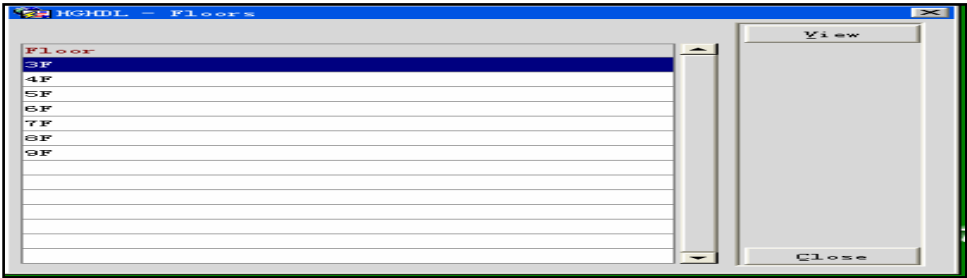 HGHDL - Floors
View
Floor
3F
4F
5F
6F
7F
8F
9F
Close